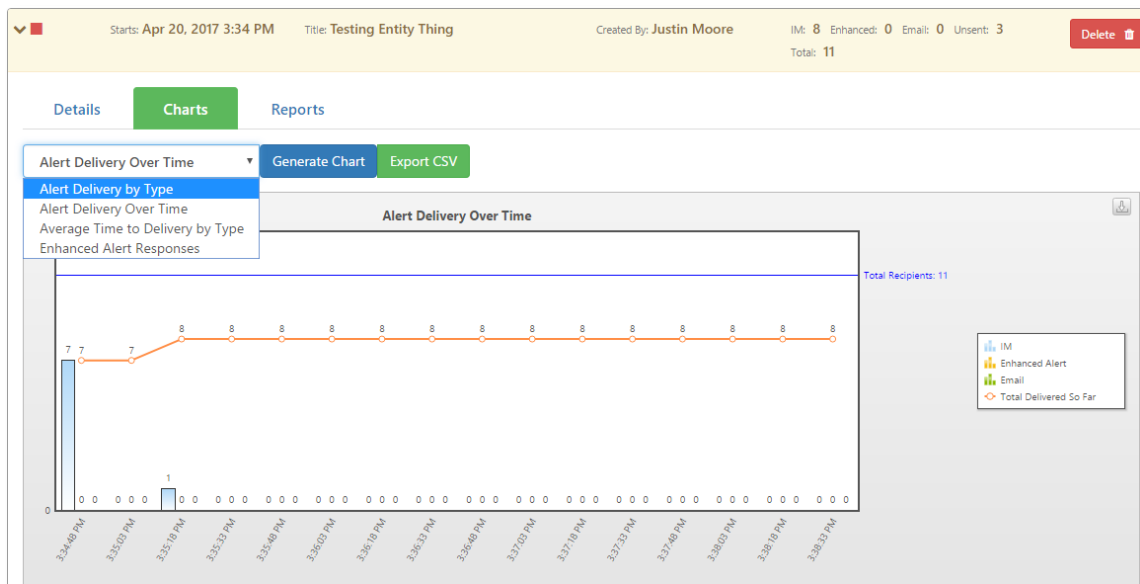 Starts: Apr 20, 2017 3:34 PM Title: Testing Entity Thing Created By: Justin Moore IM: 8 Enhanced: 0 Email: 0 Unsent: 3
Total: 11
Delete
Details Charts Reports
Alert Delivery Over Time Generate Chart Export CSV
Alert Delivery by Type
Alert Delivery Over Time
Average Time to Delivery by Type
Enhanced Alert Responses
Alert Delivery Over Time
Total Recipients: 11
8 8 8 8 8 8 8 8 8 8 8 8 8 8
7 7 7
IM
Enhanced Alert
Email
Total Delivered So Far
1
0 0 0 0 0 0 0 0 0 0 0 0 0 0 0 0 0 0 0 0 0 0 0 0 0 0 0 0 0 0 0 0 0 0 0 0 0 0 0 0 0 0 0 0 0 0
0
3:34:48 PM 3:35:03 PM 3:35:18 PM 3:35:33 PM 3:35:48 PM 3:36:03 PM 3:36:18 PM 3:36:33 PM 3:36:48 PM 3:37:03 PM 3:37:18 PM 3:37:33 PM 3:37:48 PM 3:38:03 PM 3:38:18 PM 3:38:33 PM